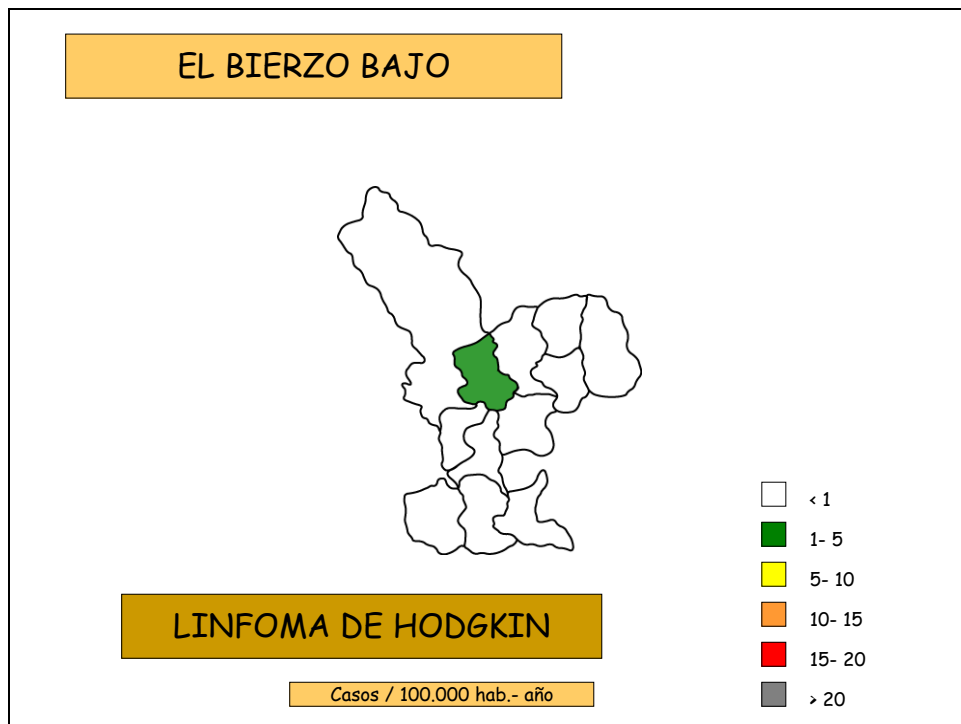 EL BIERZO BAJO
< 1
1- 5
5- 10
10- 15
15- 20
> 20
LINFOMA DE HODGKIN
Casos / 100.000 hab.- año